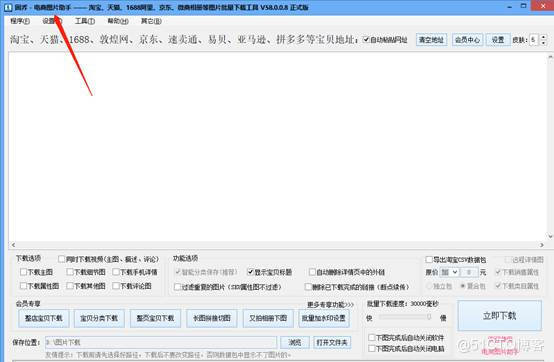 固乔 - 电商图片助手 —— 淘宝、天猫、1688阿里、京东、微商相册等图片批量下载工具 V58.0.0.8 正式版
程序(F) 设置 工具(T) 帮助(H) 其它(B)
淘宝、天猫、1688、敦煌网、京东、速卖通、易贝、亚马逊、拼多多等宝贝地址: 自动粘贴网址 清空地址 会员中心 设置 皮肤: 5
下载选项 同时下载视频(主图、描述、评论)
下载主图 下载细节图 下载手机详情
下载属性图 下载其他图 下载评论图
功能选项
智能分类保存(推荐) 显示宝贝标题 自动删除详情页中的外链
过滤重复的图片(SKU属性图不过滤) 删除已下载完成的链接(断点续传)
导出淘宝CSV数据包 远程详情图
原价 加 0 元 下载销售属性
独立包 聚合包 下载类目属性
会员专享 更多专享功能>>>
整店宝贝下载 宝贝分类下载 整页宝贝下载 长图拼接切图 又拍相册下图 批量加水印设置
批量下载速度: 30000毫秒
快 慢
立即下载
保存位置: D:\图片下载 浏览 打开文件夹
下图完成后自动关闭软件
下图完成后自动关闭电脑
友情提示: 下载前请先选择好路径,下载后不要改变路径,否则数据包中显示不了图片的。
电商图片助手
@51CTO博客